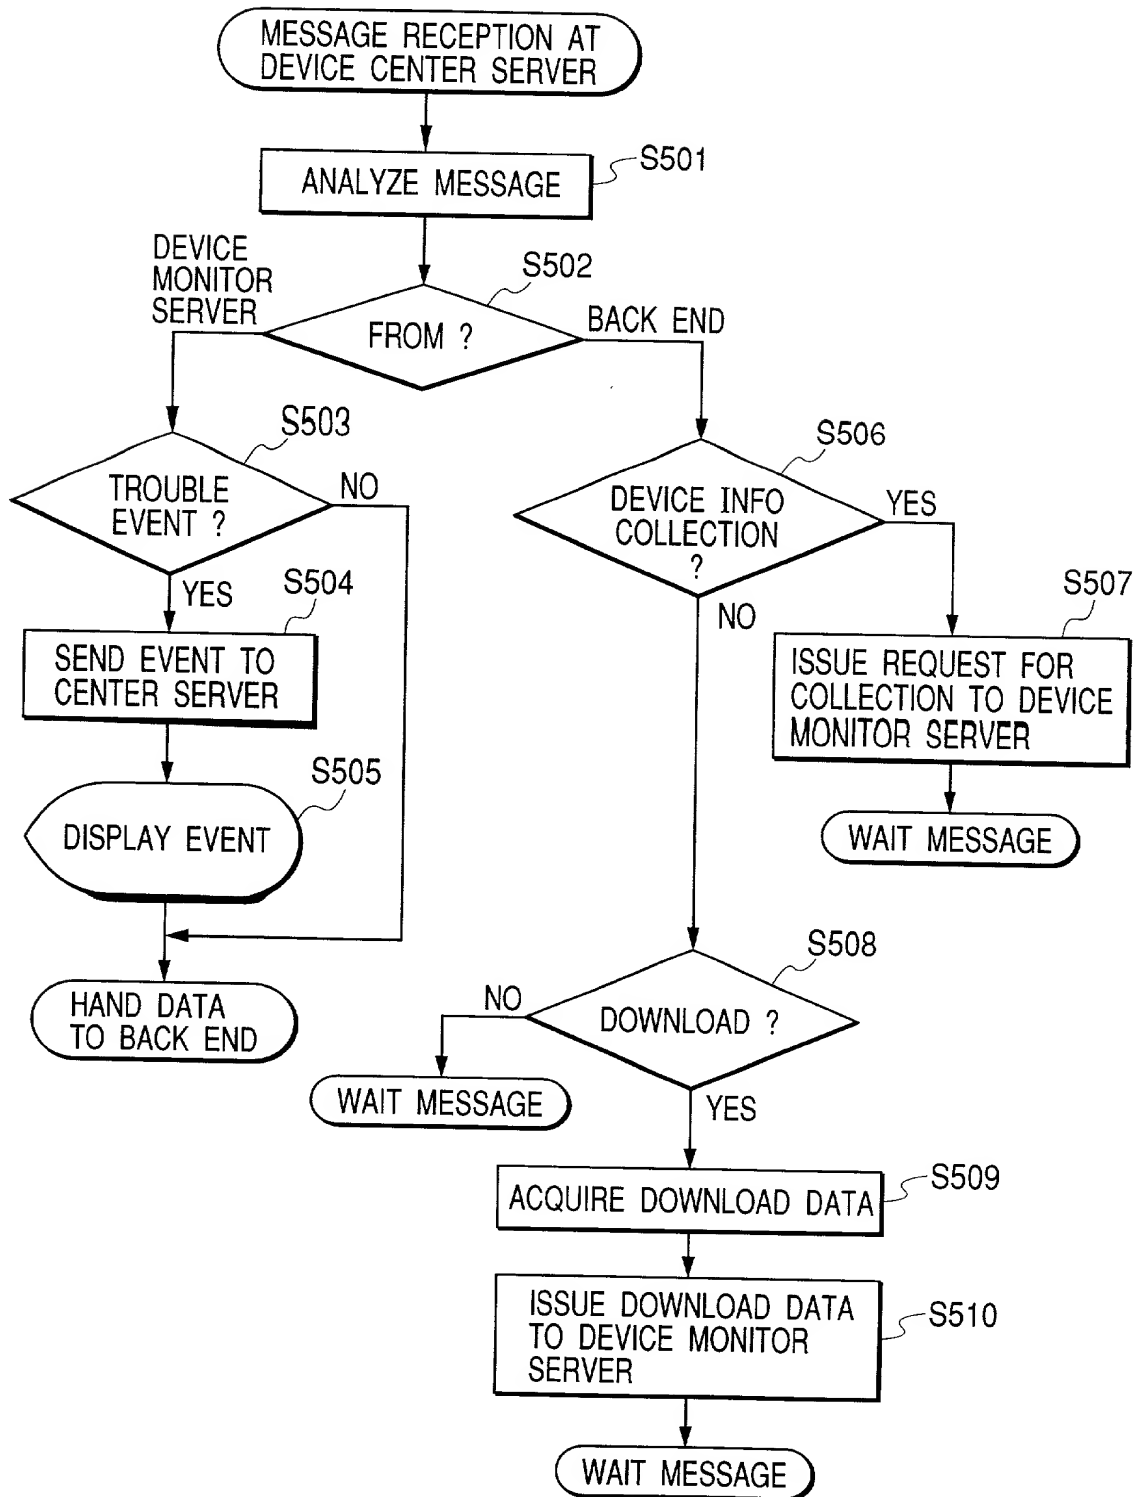 MESSAGE RECEPTION AT
DEVICE CENTER SERVER
ANALYZE MESSAGE
S501
DEVICE
MONITOR
SERVER
S502
FROM ?
BACK END
S503
TROUBLE
EVENT ?
NO
YES
S504
SEND EVENT TO
CENTER SERVER
S505
DISPLAY EVENT
HAND DATA
TO BACK END
S506
DEVICE INFO
COLLECTION
?
YES
NO
S507
ISSUE REQUEST FOR
COLLECTION TO DEVICE
MONITOR SERVER
WAIT MESSAGE
S508
DOWNLOAD ?
NO
WAIT MESSAGE
YES
S509
ACQUIRE DOWNLOAD DATA
S510
ISSUE DOWNLOAD DATA
TO DEVICE MONITOR
SERVER
WAIT MESSAGE